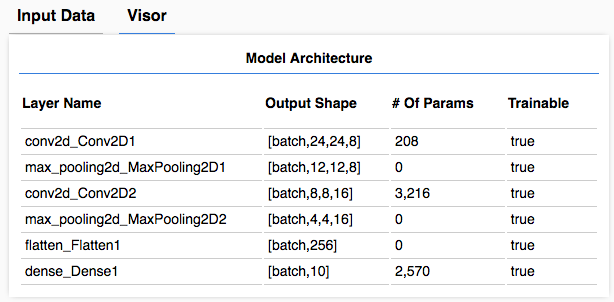 Input Data Visor
Model Architecture
Layer Name Output Shape # Of Params Trainable
conv2d_Conv2D1 [batch,24,24,8] 208 true
max_pooling2d_MaxPooling2D1 [batch,12,12,8] 0 true
conv2d_Conv2D2 [batch,8,8,16] 3,216 true
max_pooling2d_MaxPooling2D2 [batch,4,4,16] 0 true
flatten_Flatten1 [batch,256] 0 true
dense_Dense1 [batch,10] 2,570 true